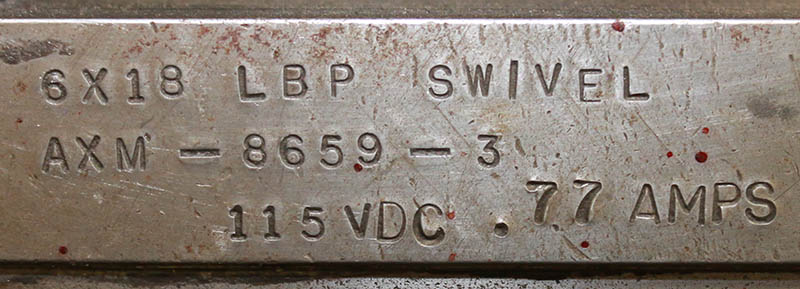 6X18 LBP SWIVEL
AXM - 8659 - 3
115 VDC .77 AMPS